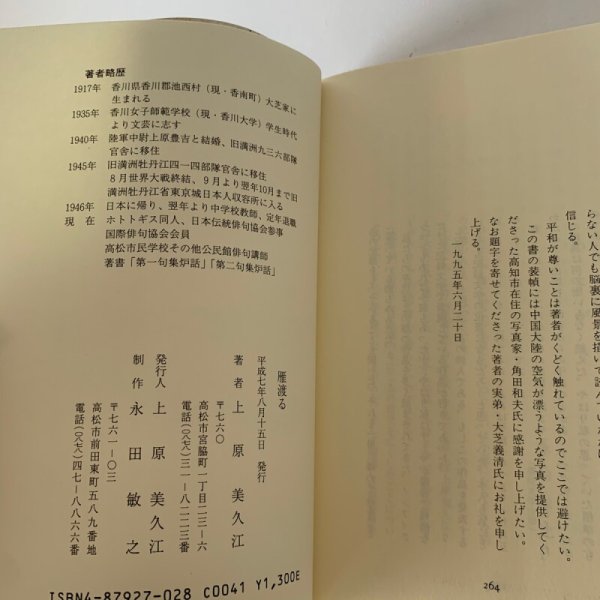 らない人でも脳裏に風景を描いて読んでいただけ
信じる。
平和が尊いことは著者がくどく触れているのでここでは避けたい。
この書の装幀には中国大陸の空気が漂うような写真を提供してく
ださった高知市在住の写真家・角田和夫氏に感謝を申し上げたい。
なお題字を寄せてくださった著者の実弟・大芝義清氏にお礼を申し
上げる。
一九九五年六月二十日
264
著者略歴
1917年 香川県香川郡池西村（現・香南町）大芝家に
生まれる
1935年 香川女子師範学校（現・香川大学）学生時代
より文芸に志す
1940年 陸軍中尉上原豊吉と結婚、旧満洲九三六部隊
官舎に移住
1945年 旧満洲牡丹江四一四部隊官舎に移住
8月世界大戦終結、9月より翌年10月まで旧
満洲牡丹江省東京城日本人収容所に入る
1946年 日本に帰り、翌年より中学校教師、定年退職
現在 ホトトギス同人、日本伝統俳句協会参事
国際俳句協会会員
高松市民学校その他公民館俳句講師
著書「第一句集炉話」「第二句集炉話」
雁渡る
平成七年八月十五日 発行
著者 上原美久江
〒七六〇
高松市宮脇町一丁目二三―六
電話（〇八七八）三一―八二二三
発行人 上原美久江
制作 永田敏之
〒七六一―〇三
高松市前田東町五八九番地
電話（〇八七八）四七―八八六六
ISBN4-87927-028 C0041 ¥1,300E